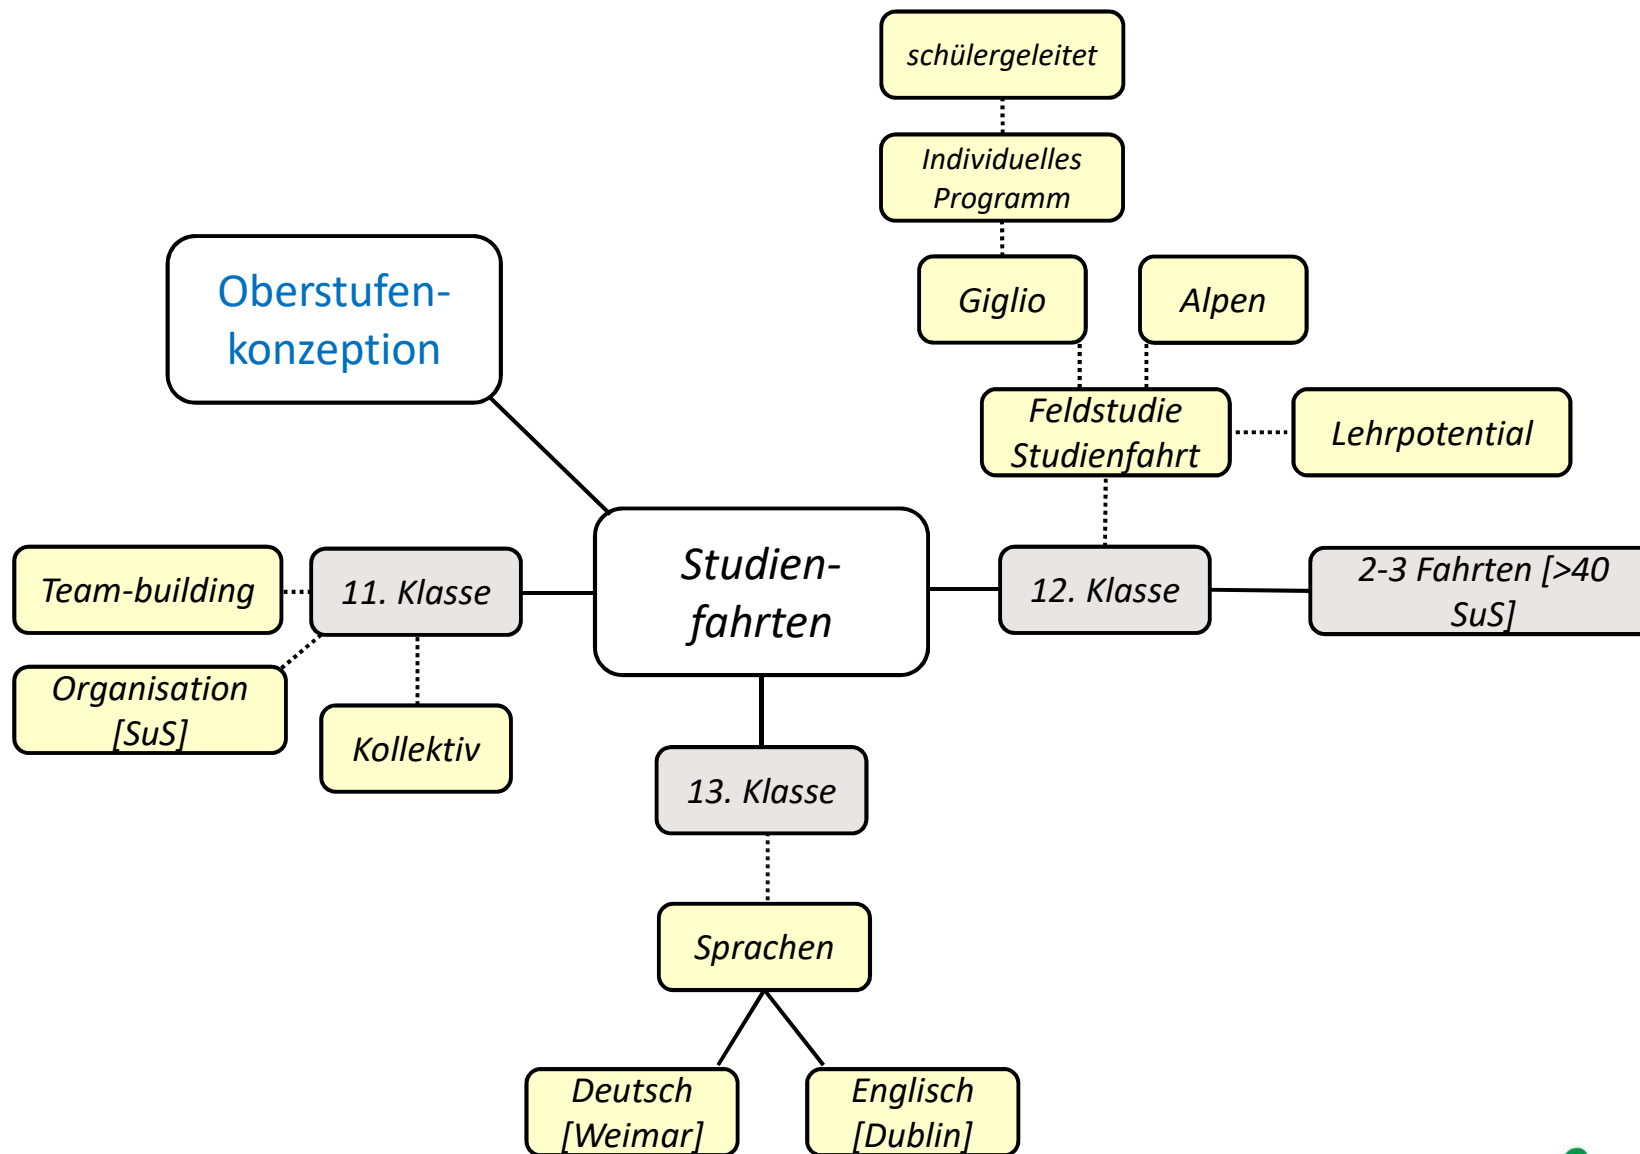 schülergeleitet
Individuelles
Programm
Oberstufen-
konzeption
Giglio
Alpen
Feldstudie
Studienfahrt
Lehrpotential
Studien-
fahrten
Team-building
11. Klasse
12. Klasse
2-3 Fahrten [>40
SuS]
Organisation
[SuS]
Kollektiv
13. Klasse
Sprachen
Deutsch
[Weimar]
Englisch
[Dublin]